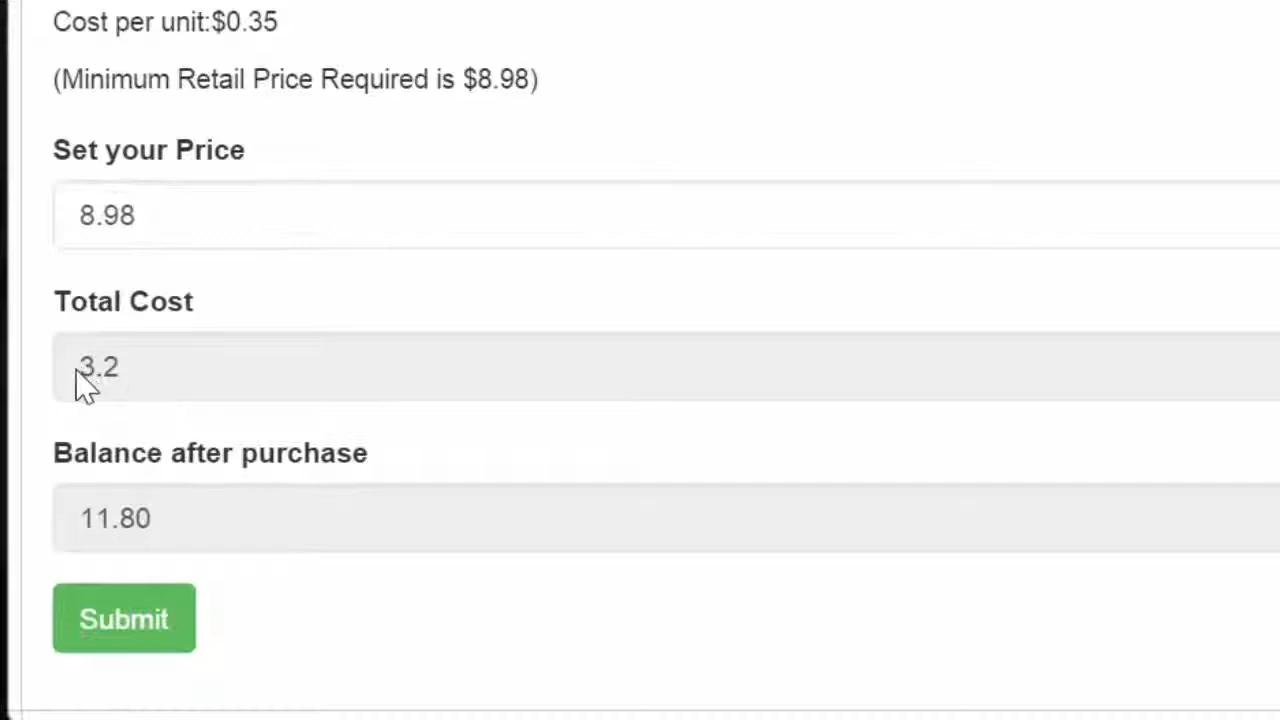 Cost per unit:$0.35
(Minimum Retail Price Required is $8.98)
Set your Price
8.98
Total Cost
3.2
Balance after purchase
11.80
Submit